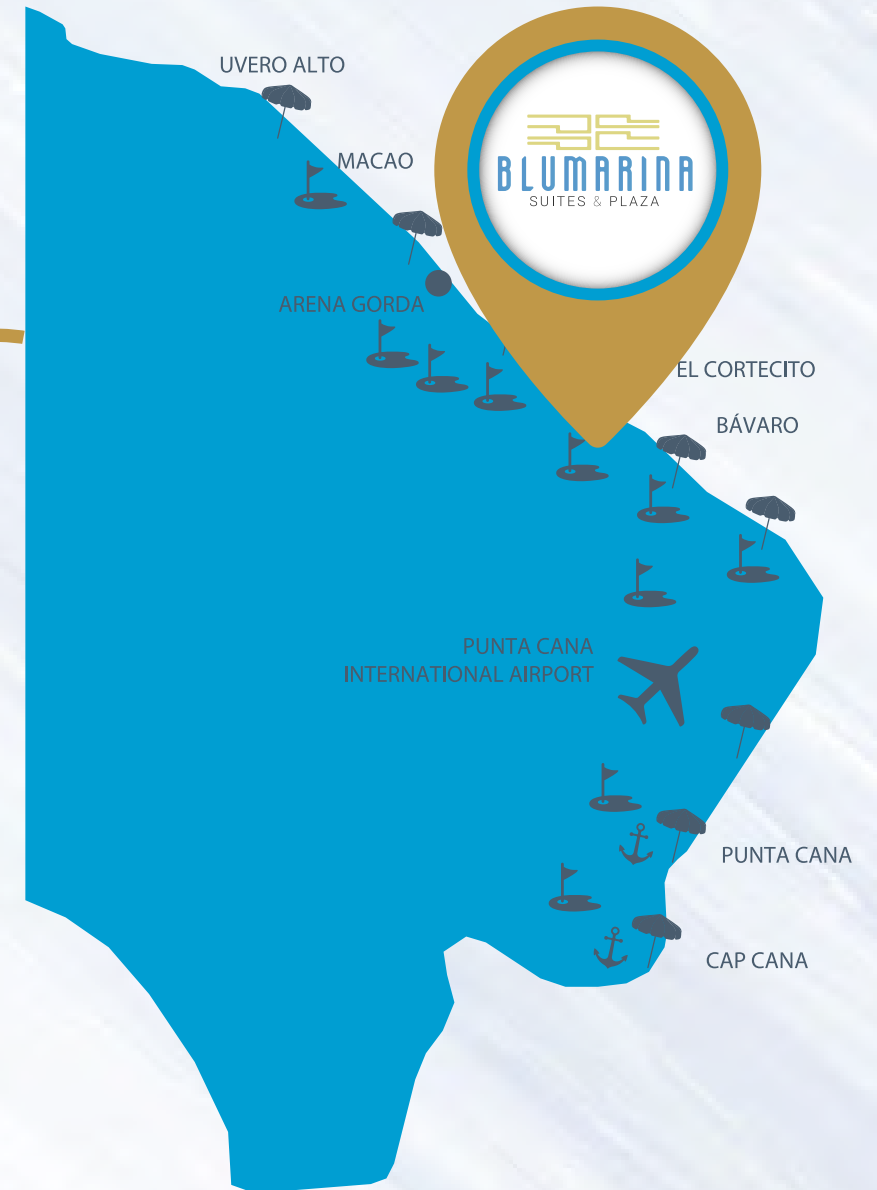 UVERO ALTO
MACAO
BLUMARINA
SUITES & PLAZA
ARENA GORDA
EL CORTECITO
BÁVARO
PUNTA CANA
INTERNATIONAL AIRPORT
PUNTA CANA
CAP CANA